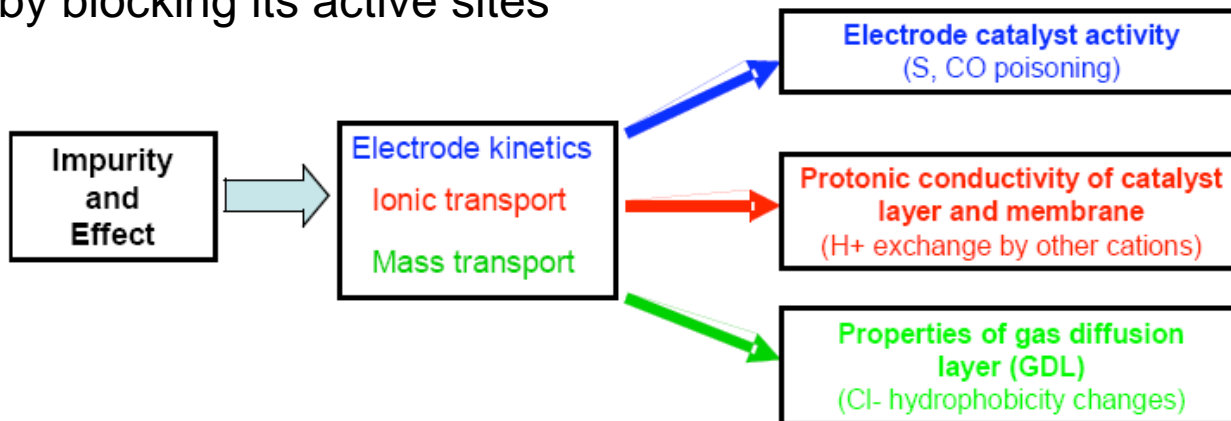 by blocking its active sites
Impurity
and
Effect
Electrode kinetics
Ionic transport
Mass transport
Electrode catalyst activity
(S, CO poisoning)
Protonic conductivity of catalyst
layer and membrane
(H+ exchange by other cations)
Properties of gas diffusion
layer (GDL)
(Cl- hydrophobicity changes)